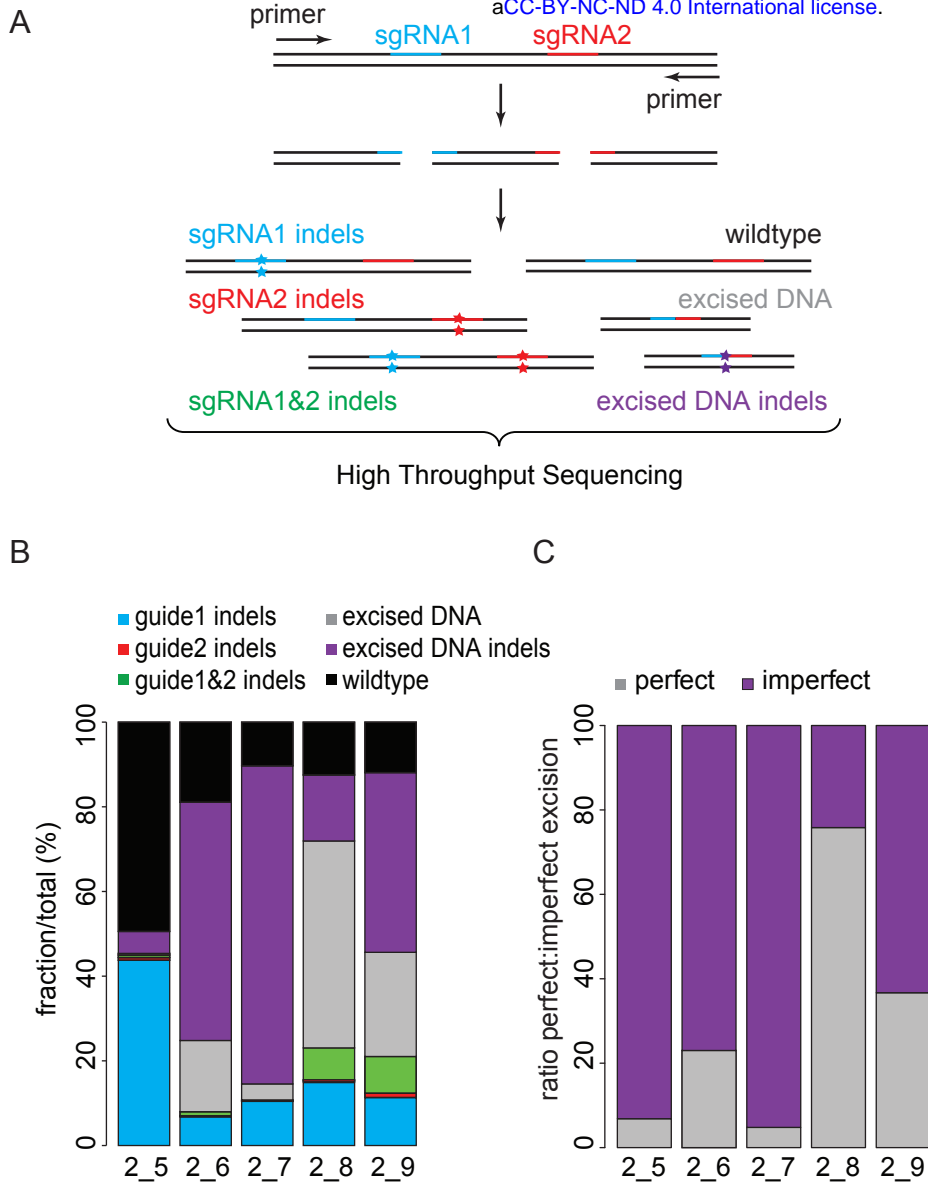 aCC-BY-NC-ND 4.0 International license.
A
primer
sgRNA1
sgRNA2
primer
sgRNA1 indels
wildtype
sgRNA2 indels
excised DNA
sgRNA1&2 indels
excised DNA indels
High Throughput Sequencing
B
guide1 indels
excised DNA
guide2 indels
excised DNA indels
guide1&2 indels
wildtype
fraction/total (%)
0
20
40
60
80
100
2_5
2_6
2_7
2_8
2_9
C
perfect
imperfect
ratio perfect:imperfect excision
0
20
40
60
80
100
2_5
2_6
2_7
2_8
2_9